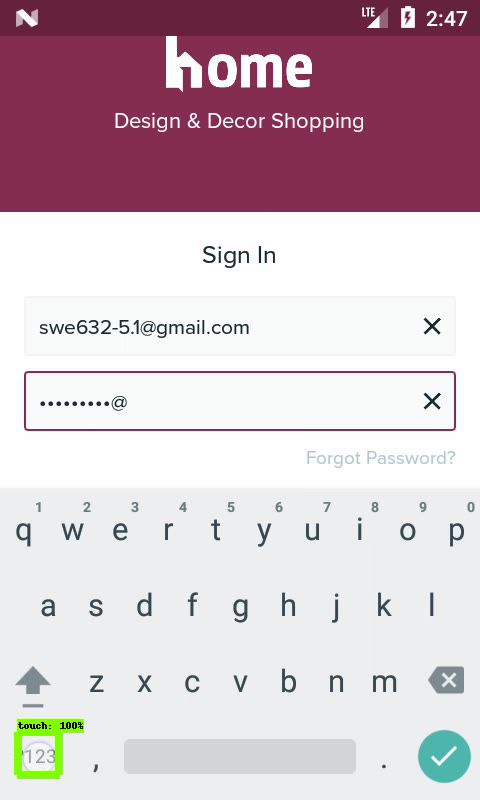 LTE 2:47
home
Design & Decor Shopping
Sign In
swe632-5.1@gmail.com
•••••••••@
Forgot Password?
1 2 3 4 5 6 7 8 9 0
q w e r t y u i o p
a s d f g h j k l
z x c v b n m
touch: 100%
?123 , .